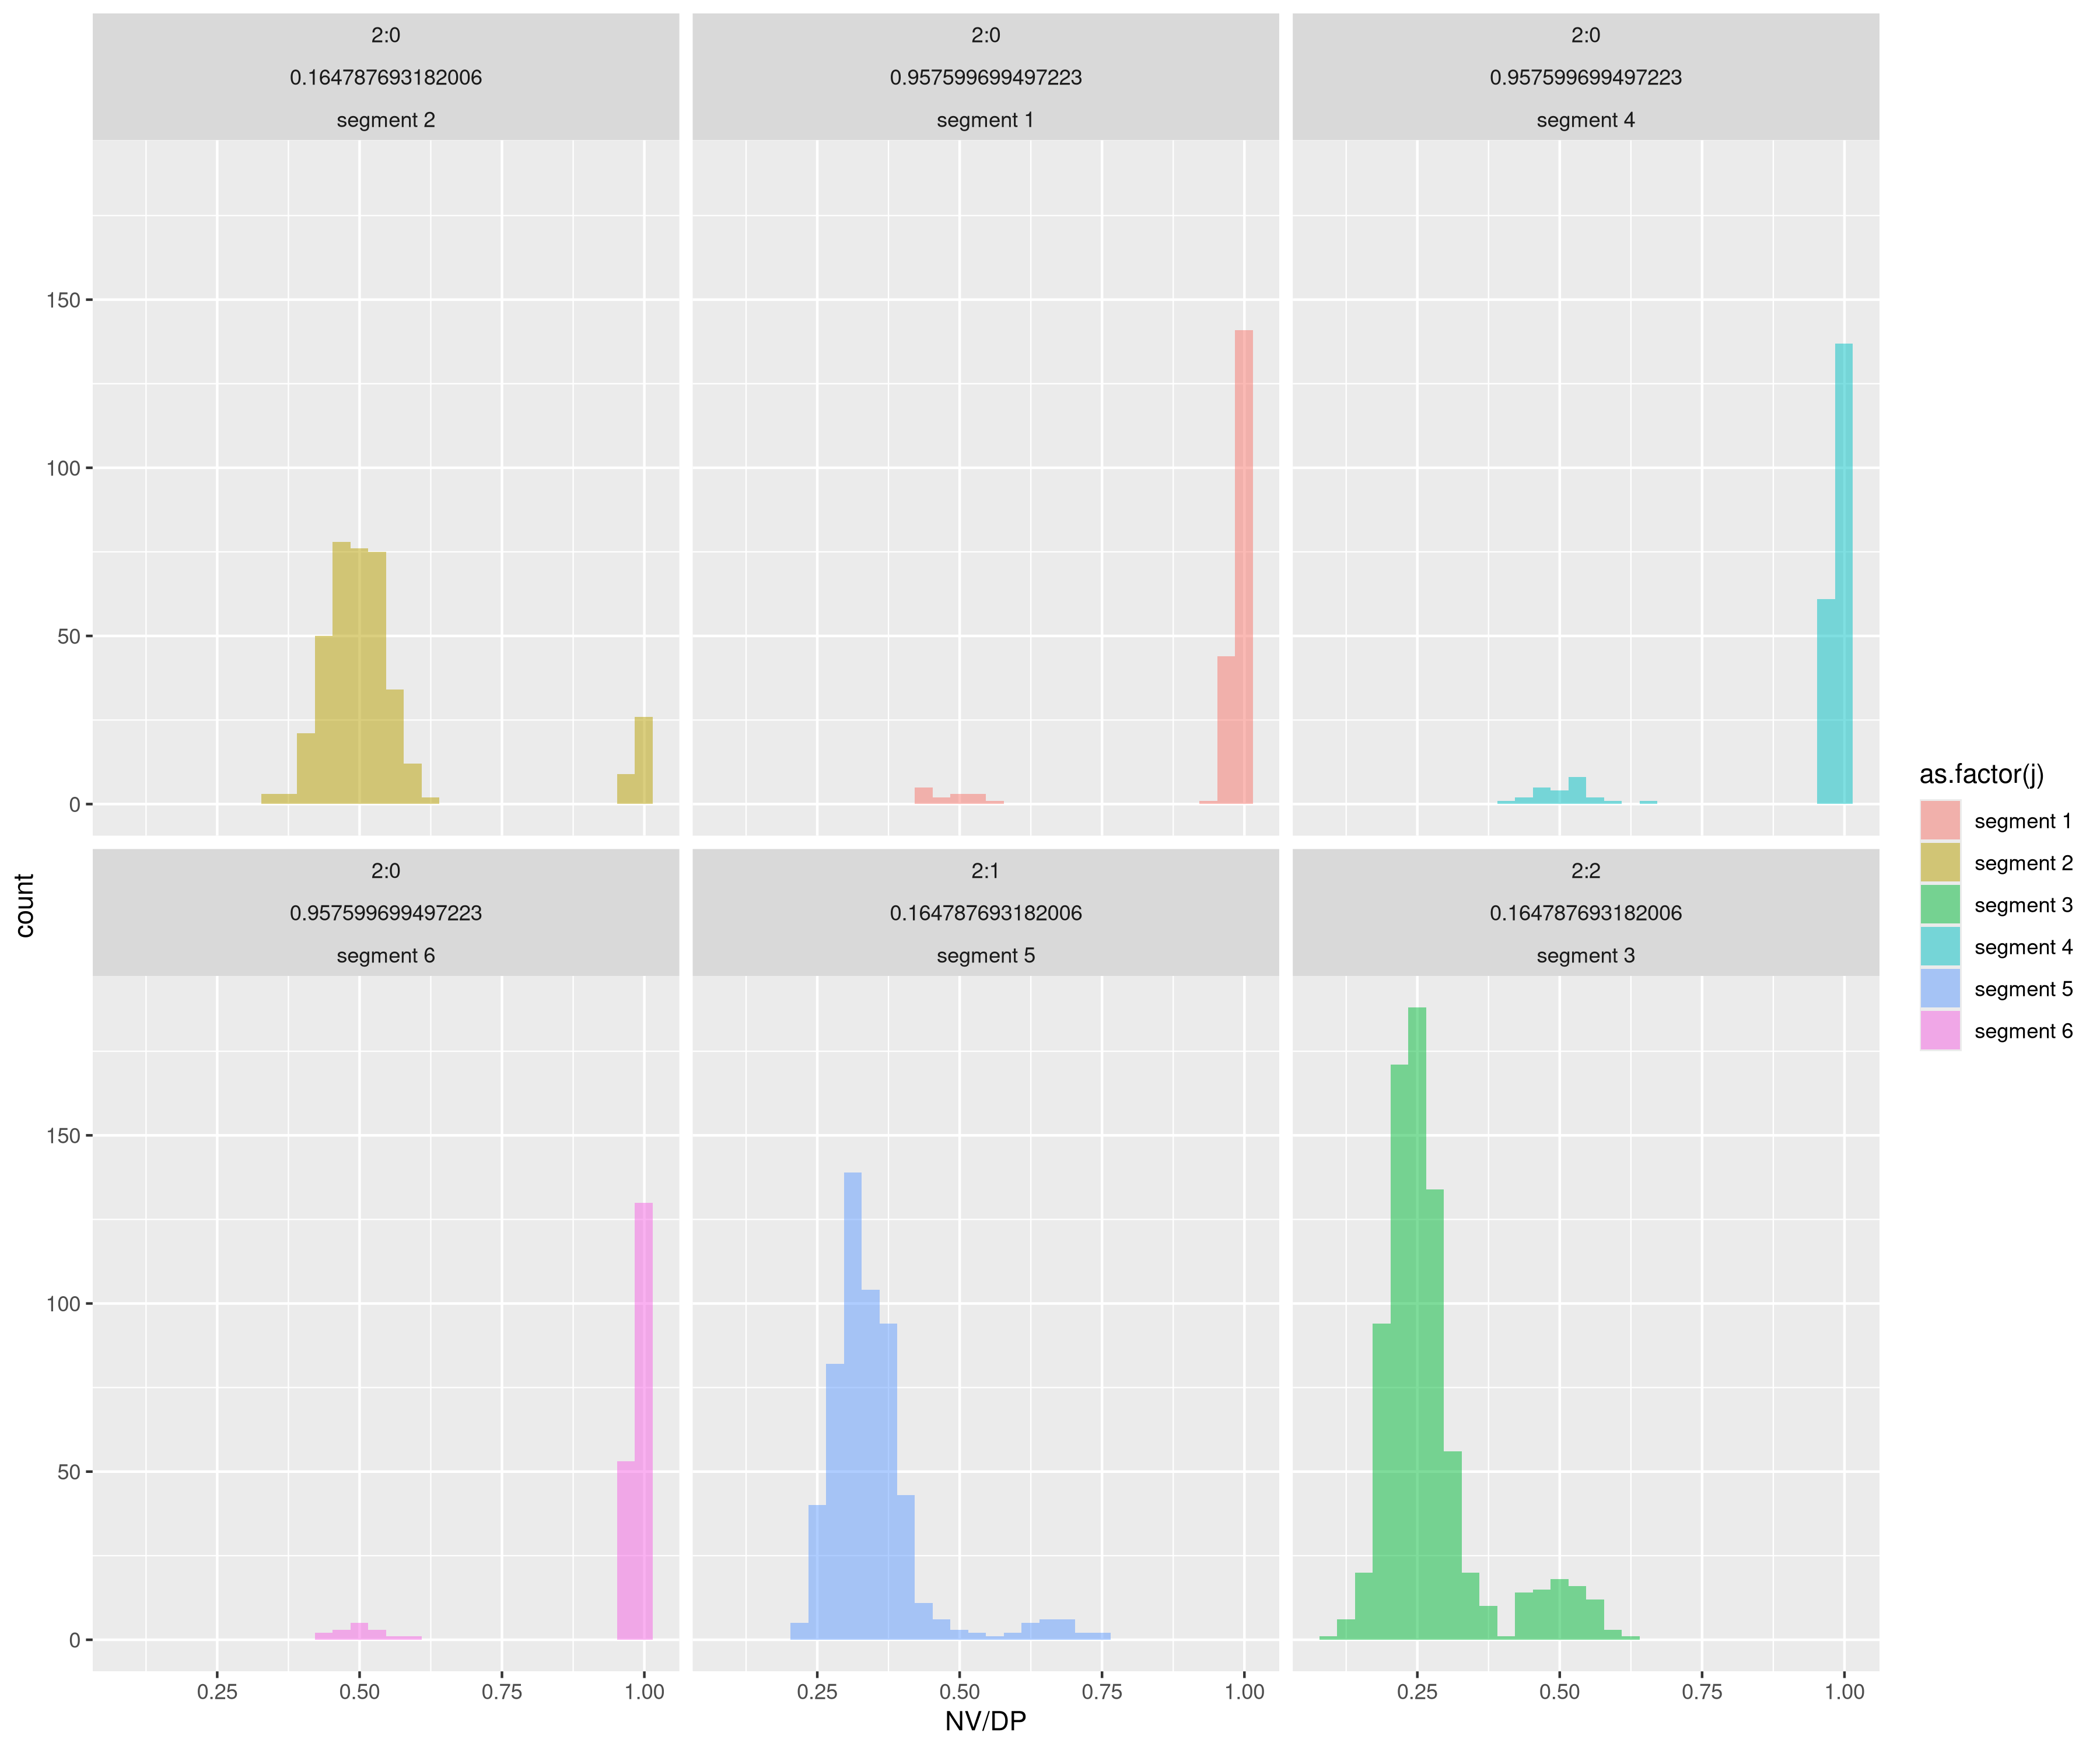 2:0
0.164787693182006
segment 2
2:0
0.957599699497223
segment 1
2:0
0.957599699497223
segment 4
150
100
50
0
2:0
0.957599699497223
segment 6
2:1
0.164787693182006
segment 5
2:2
0.164787693182006
segment 3
150
100
50
0
0.25 0.50 0.75 1.00
0.25 0.50 0.75 1.00
0.25 0.50 0.75 1.00
NV/DP
count
as.factor(j)
segment 1
segment 2
segment 3
segment 4
segment 5
segment 6